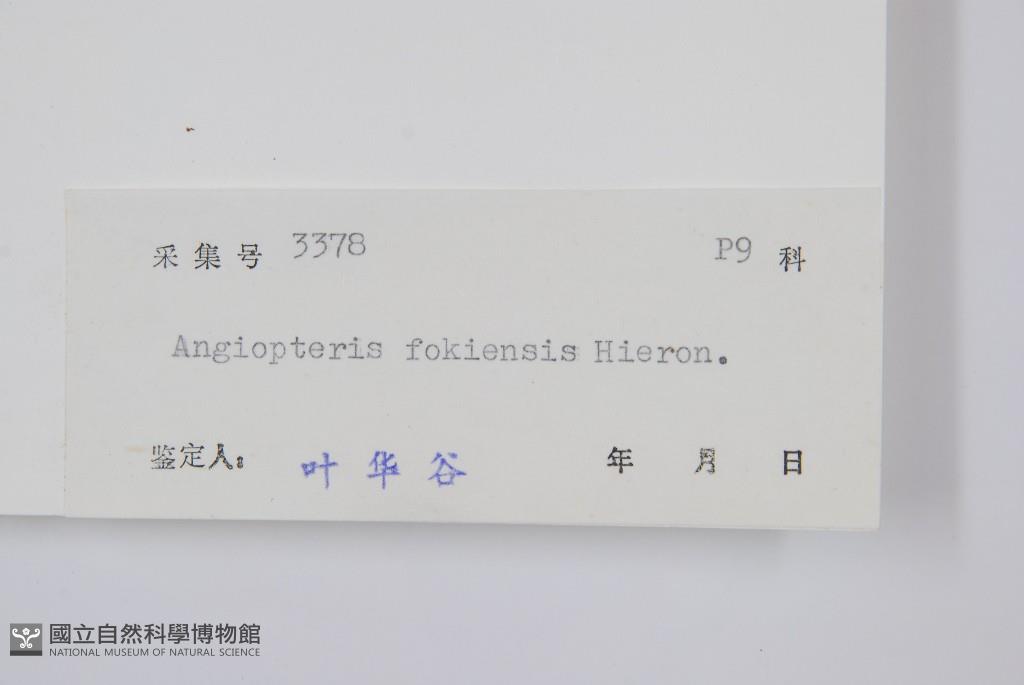 采集号 3378 P9 科
Angiopteris fokiensis Hieron.
鉴定人: 叶华谷 年 月 日
國立自然科學博物館
NATIONAL MUSEUM OF NATURAL SCIENCE